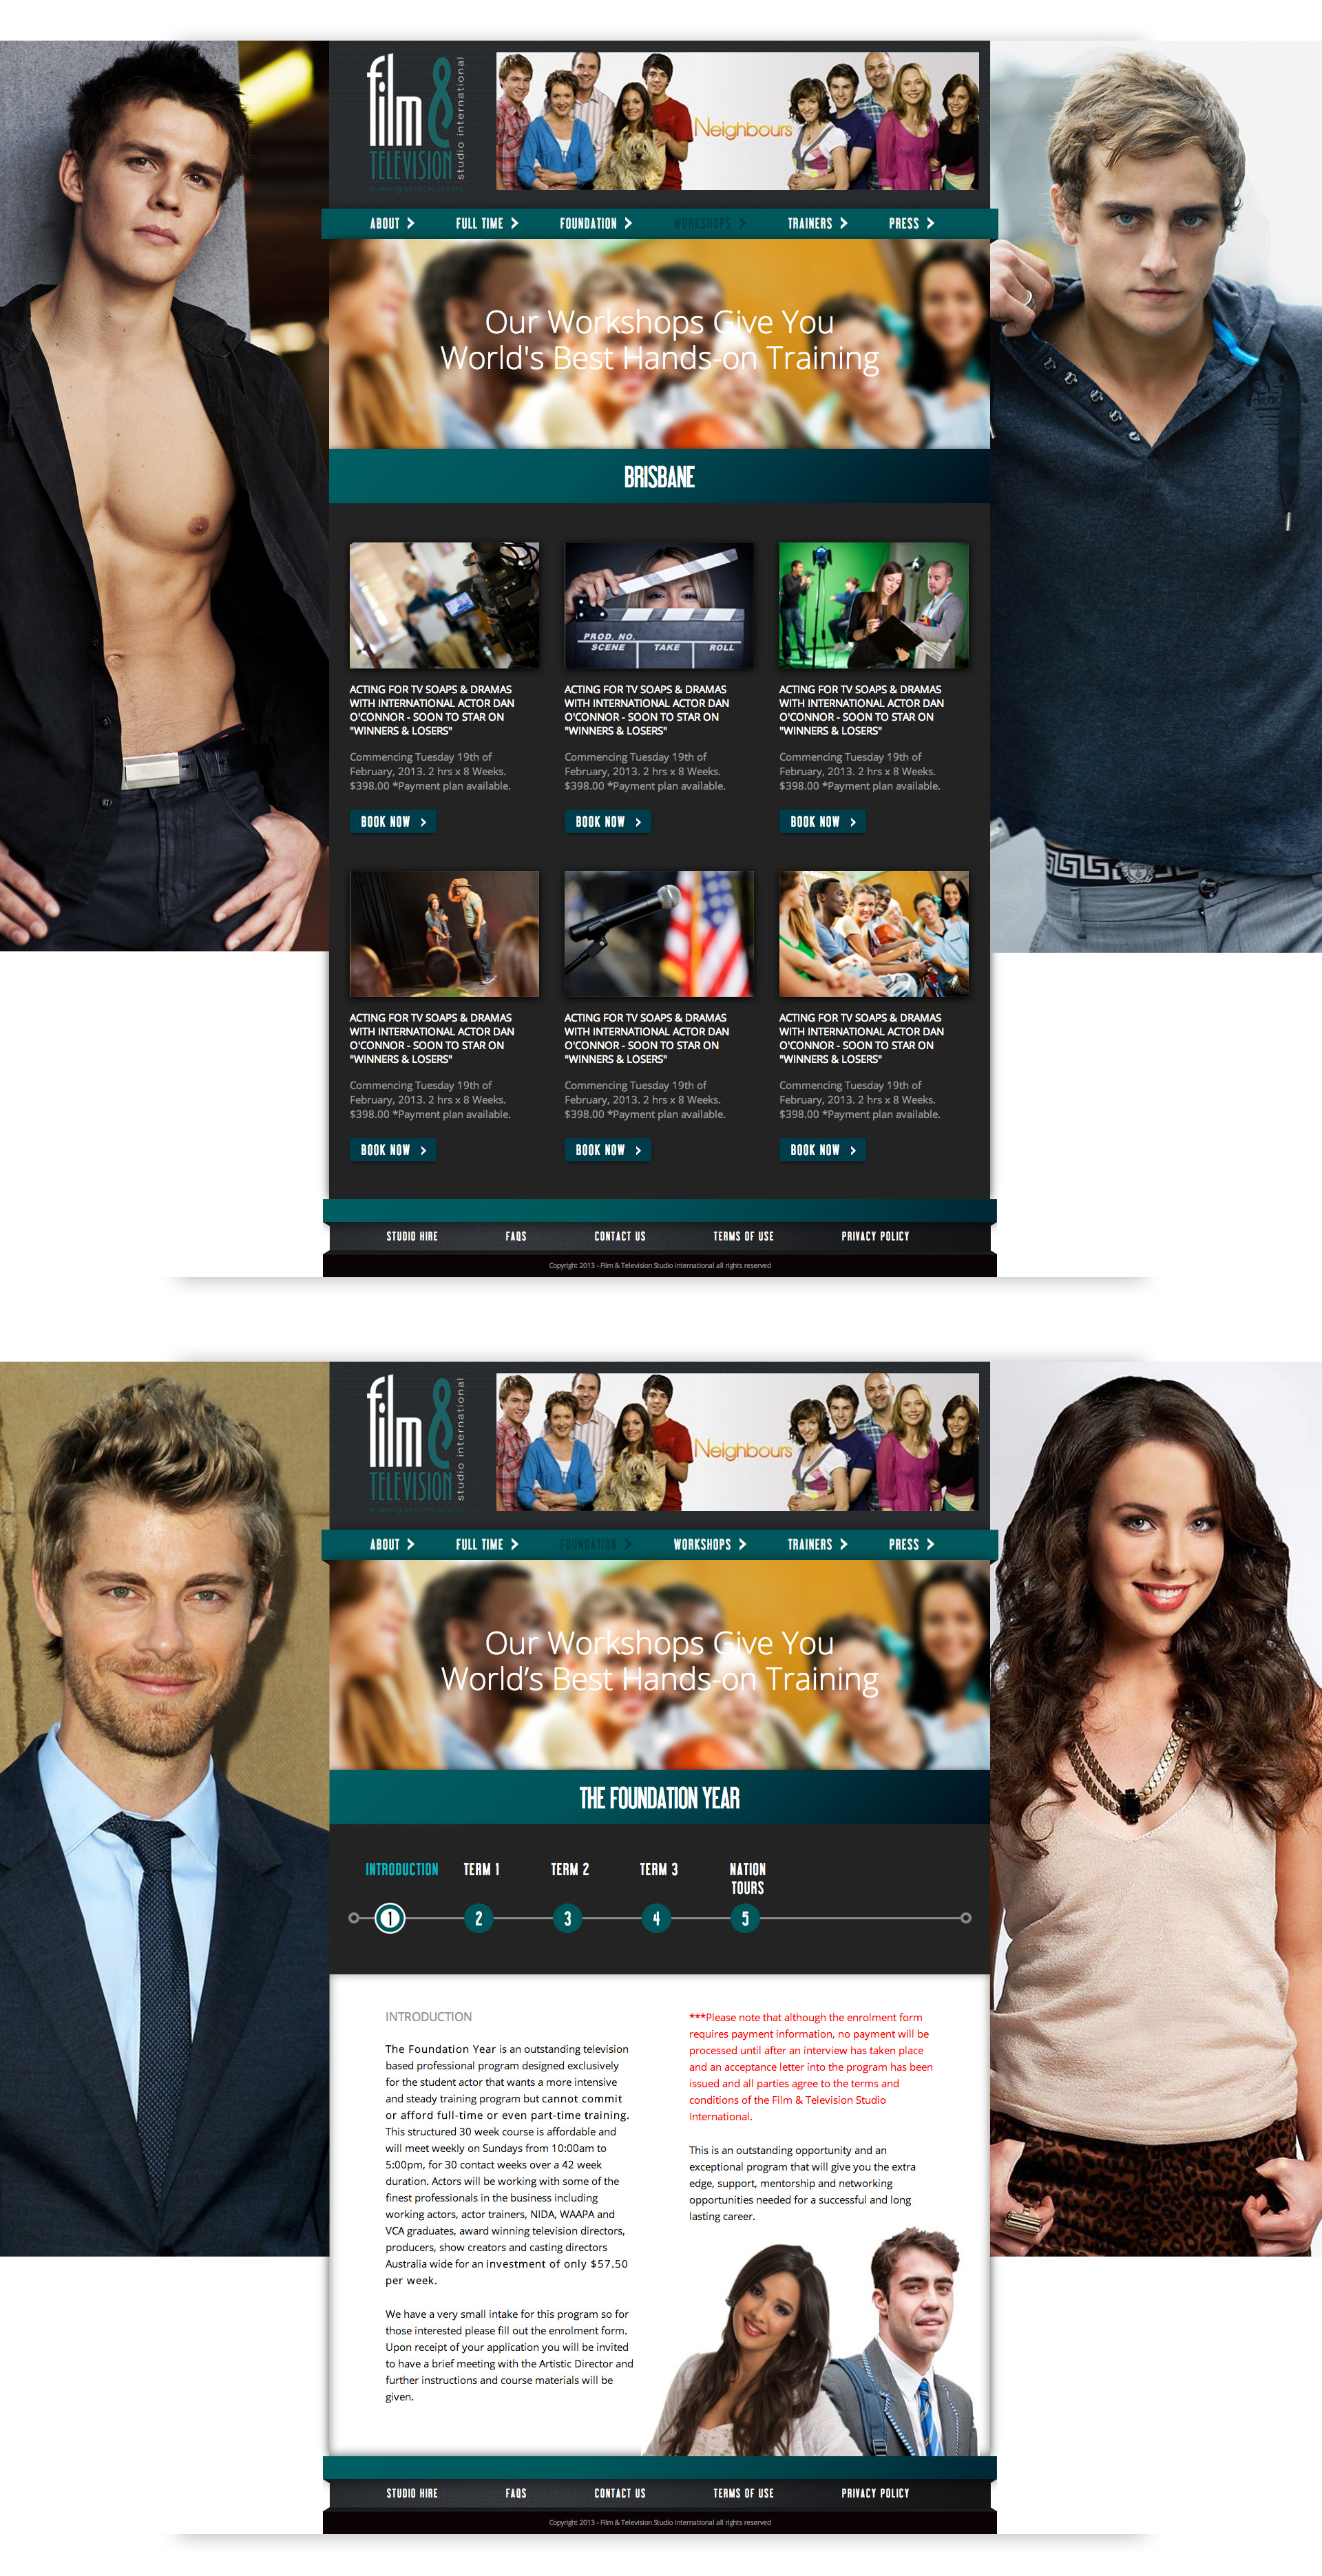 film &
TELEVISION
studio international
training screen actors
Neighbours
ABOUT
FULL TIME
FOUNDATION
WORKSHOPS
TRAINERS
PRESS
Our Workshops Give You
World's Best Hands-on Training
BRISBANE
PROD. NO.
SCENE TAKE ROLL
ACTING FOR TV SOAPS & DRAMAS
WITH INTERNATIONAL ACTOR DAN
O'CONNOR - SOON TO STAR ON
"WINNERS & LOSERS"
Commencing Tuesday 19th of
February, 2013. 2 hrs x 8 Weeks.
$398.00 *Payment plan available.
BOOK NOW
ACTING FOR TV SOAPS & DRAMAS
WITH INTERNATIONAL ACTOR DAN
O'CONNOR - SOON TO STAR ON
"WINNERS & LOSERS"
Commencing Tuesday 19th of
February, 2013. 2 hrs x 8 Weeks.
$398.00 *Payment plan available.
BOOK NOW
ACTING FOR TV SOAPS & DRAMAS
WITH INTERNATIONAL ACTOR DAN
O'CONNOR - SOON TO STAR ON
"WINNERS & LOSERS"
Commencing Tuesday 19th of
February, 2013. 2 hrs x 8 Weeks.
$398.00 *Payment plan available.
BOOK NOW
ACTING FOR TV SOAPS & DRAMAS
WITH INTERNATIONAL ACTOR DAN
O'CONNOR - SOON TO STAR ON
"WINNERS & LOSERS"
Commencing Tuesday 19th of
February, 2013. 2 hrs x 8 Weeks.
$398.00 *Payment plan available.
BOOK NOW
ACTING FOR TV SOAPS & DRAMAS
WITH INTERNATIONAL ACTOR DAN
O'CONNOR - SOON TO STAR ON
"WINNERS & LOSERS"
Commencing Tuesday 19th of
February, 2013. 2 hrs x 8 Weeks.
$398.00 *Payment plan available.
BOOK NOW
ACTING FOR TV SOAPS & DRAMAS
WITH INTERNATIONAL ACTOR DAN
O'CONNOR - SOON TO STAR ON
"WINNERS & LOSERS"
Commencing Tuesday 19th of
February, 2013. 2 hrs x 8 Weeks.
$398.00 *Payment plan available.
BOOK NOW
STUDIO HIRE
FAQS
CONTACT US
TERMS OF USE
PRIVACY POLICY
Copyright 2013 - Film & Television Studio International all rights reserved
film &
TELEVISION
studio international
training screen actors
Neighbours
ABOUT
FULL TIME
FOUNDATION
WORKSHOPS
TRAINERS
PRESS
Our Workshops Give You
World’s Best Hands-on Training
THE FOUNDATION YEAR
INTRODUCTION
TERM 1
TERM 2
TERM 3
NATION
TOURS
1
2
3
4
5
INTRODUCTION
The Foundation Year is an outstanding television
based professional program designed exclusively
for the student actor that wants a more intensive
and steady training program but cannot commit
or afford full-time or even part-time training.
This structured 30 week course is affordable and
will meet weekly on Sundays from 10:00am to
5:00pm, for 30 contact weeks over a 42 week
duration. Actors will be working with some of the
finest professionals in the business including
working actors, actor trainers, NIDA, WAAPA and
VCA graduates, award winning television directors,
producers, show creators and casting directors
Australia wide for an investment of only $57.50
per week.
We have a very small intake for this program so for
those interested please fill out the enrolment form.
Upon receipt of your application you will be invited
to have a brief meeting with the Artistic Director and
further instructions and course materials will be
given.
***Please note that although the enrolment form
requires payment information, no payment will be
processed until after an interview has taken place
and an acceptance letter into the program has been
issued and all parties agree to the terms and
conditions of the Film & Television Studio
International.
This is an outstanding opportunity and an
exceptional program that will give you the extra
edge, support, mentorship and networking
opportunities needed for a successful and long
lasting career.
STUDIO HIRE
FAQS
CONTACT US
TERMS OF USE
PRIVACY POLICY
Copyright 2013 - Film & Television Studio International all rights reserved